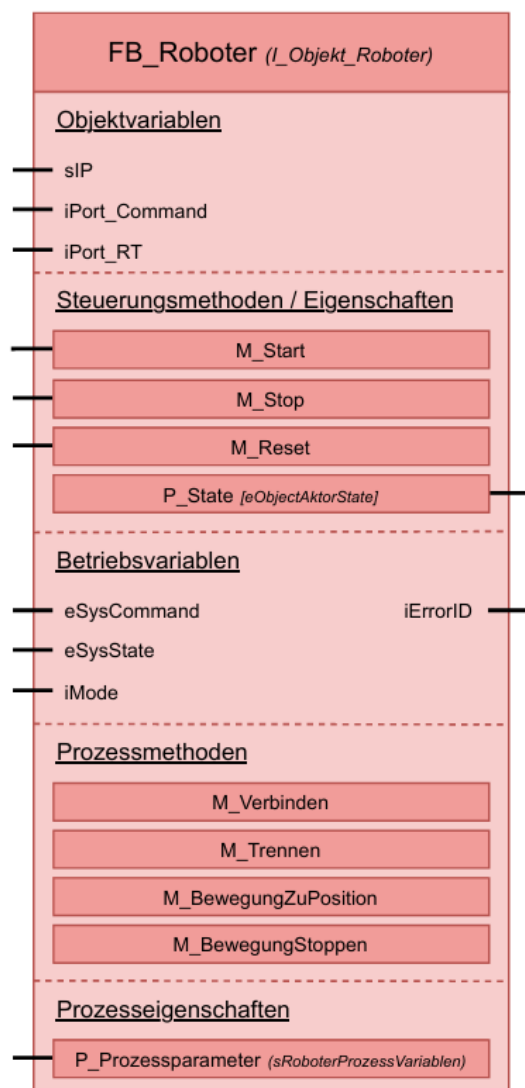 FB_Roboter (I_Objekt_Roboter)
Objektvariablen
sIP
iPort_Command
iPort_RT
Steuerungsmethoden / Eigenschaften
M_Start
M_Stop
M_Reset
P_State [eObjectAktorState]
Betriebsvariablen
eSysCommand iErrorID
eSysState
iMode
Prozessmethoden
M_Verbinden
M_Trennen
M_BewegungZuPosition
M_BewegungStoppen
Prozesseigenschaften
P_Prozessparameter (sRoboterProzessVariablen)